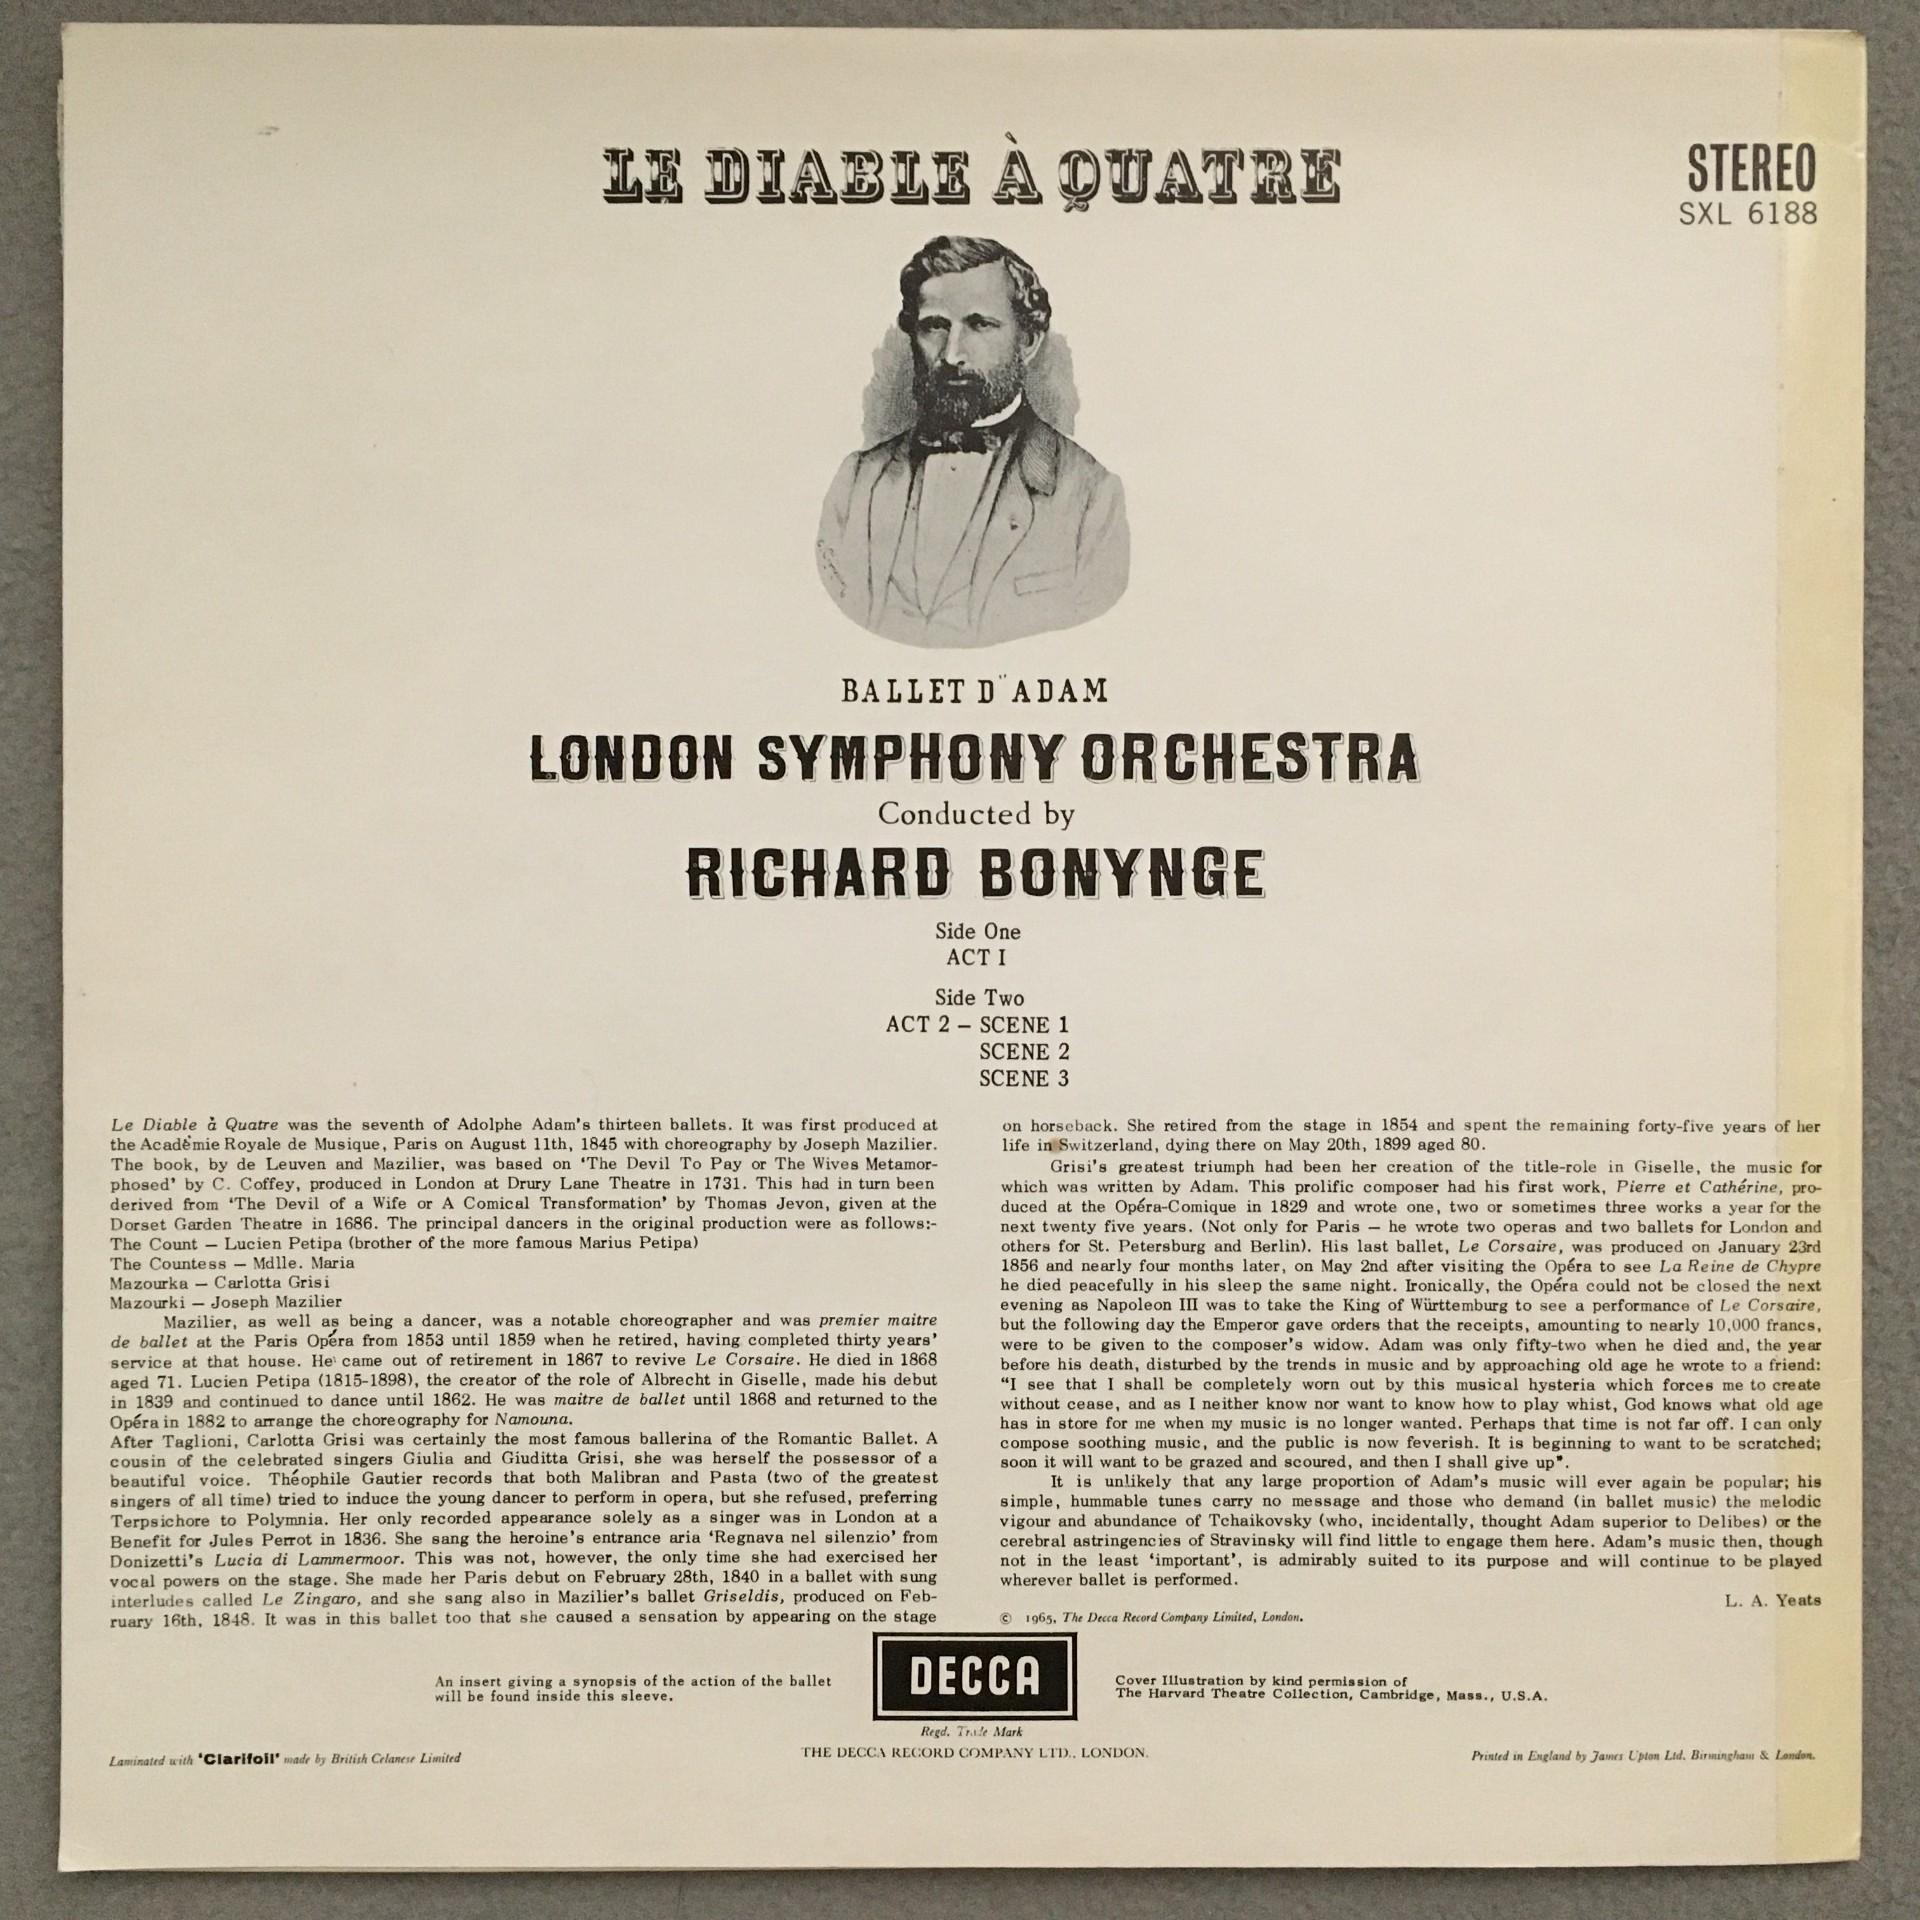 LE DIABLE À QUATRE
STEREO
SXL 6188
BALLET D'' ADAM
LONDON SYMPHONY ORCHESTRA
Conducted by
RICHARD BONYNGE
Side One
ACT I
Side Two
ACT 2 – SCENE 1
SCENE 2
SCENE 3
Le Diable à Quatre was the seventh of Adolphe Adam's thirteen ballets. It was first produced at
the Acadèmie Royale de Musique, Paris on August 11th, 1845 with choreography by Joseph Mazilier.
The book, by de Leuven and Mazilier, was based on 'The Devil To Pay or The Wives Metamor-
phosed' by C. Coffey, produced in London at Drury Lane Theatre in 1731. This had in turn been
derived from 'The Devil of a Wife or A Comical Transformation' by Thomas Jevon, given at the
Dorset Garden Theatre in 1686. The principal dancers in the original production were as follows:-
The Count – Lucien Petipa (brother of the more famous Marius Petipa)
The Countess – Mdlle. Maria
Mazourka – Carlotta Grisi
Mazourki – Joseph Mazilier
Mazilier, as well as being a dancer, was a notable choreographer and was premier maitre
de ballet at the Paris Opéra from 1853 until 1859 when he retired, having completed thirty years'
service at that house. He came out of retirement in 1867 to revive Le Corsaire. He died in 1868
aged 71. Lucien Petipa (1815-1898), the creator of the role of Albrecht in Giselle, made his debut
in 1839 and continued to dance until 1862. He was maitre de ballet until 1868 and returned to the
Opéra in 1882 to arrange the choreography for Namouna.
After Taglioni, Carlotta Grisi was certainly the most famous ballerina of the Romantic Ballet. A
cousin of the celebrated singers Giulia and Giuditta Grisi, she was herself the possessor of a
beautiful voice. Théophile Gautier records that both Malibran and Pasta (two of the greatest
singers of all time) tried to induce the young dancer to perform in opera, but she refused, preferring
Terpsichore to Polymnia. Her only recorded appearance solely as a singer was in London at a
Benefit for Jules Perrot in 1836. She sang the heroine's entrance aria 'Regnava nel silenzio' from
Donizetti's Lucia di Lammermoor. This was not, however, the only time she had exercised her
vocal powers on the stage. She made her Paris debut on February 28th, 1840 in a ballet with sung
interludes called Le Zingaro, and she sang also in Mazilier's ballet Griseldis, produced on Feb-
ruary 16th, 1848. It was in this ballet too that she caused a sensation by appearing on the stage
on horseback. She retired from the stage in 1854 and spent the remaining forty-five years of her
life in Switzerland, dying there on May 20th, 1899 aged 80.
Grisi's greatest triumph had been her creation of the title-role in Giselle, the music for
which was written by Adam. This prolific composer had his first work, Pierre et Cathérine, pro-
duced at the Opéra-Comique in 1829 and wrote one, two or sometimes three works a year for the
next twenty five years. (Not only for Paris – he wrote two operas and two ballets for London and
others for St. Petersburg and Berlin). His last ballet, Le Corsaire, was produced on January 23rd
1856 and nearly four months later, on May 2nd after visiting the Opéra to see La Reine de Chypre
he died peacefully in his sleep the same night. Ironically, the Opéra could not be closed the next
evening as Napoleon III was to take the King of Württemburg to see a performance of Le Corsaire,
but the following day the Emperor gave orders that the receipts, amounting to nearly 10,000 francs,
were to be given to the composer's widow. Adam was only fifty-two when he died and, the year
before his death, disturbed by the trends in music and by approaching old age he wrote to a friend:
"I see that I shall be completely worn out by this musical hysteria which forces me to create
without cease, and as I neither know nor want to know how to play whist, God knows what old age
has in store for me when my music is no longer wanted. Perhaps that time is not far off. I can only
compose soothing music, and the public is now feverish. It is beginning to want to be scratched;
soon it will want to be grazed and scoured, and then I shall give up".
It is unlikely that any large proportion of Adam's music will ever again be popular; his
simple, hummable tunes carry no message and those who demand (in ballet music) the melodic
vigour and abundance of Tchaikovsky (who, incidentally, thought Adam superior to Delibes) or the
cerebral astringencies of Stravinsky will find little to engage them here. Adam's music then, though
not in the least 'important', is admirably suited to its purpose and will continue to be played
wherever ballet is performed.
L. A. Yeats
© 1965, The Decca Record Company Limited, London.
An insert giving a synopsis of the action of the ballet
will be found inside this sleeve.
DECCA
Cover Illustration by kind permission of
The Harvard Theatre Collection, Cambridge, Mass., U.S.A.
Regd. Trade Mark
THE DECCA RECORD COMPANY LTD., LONDON.
Laminated with 'Clarifoil' made by British Celanese Limited
Printed in England by James Upton Ltd. Birmingham & London.